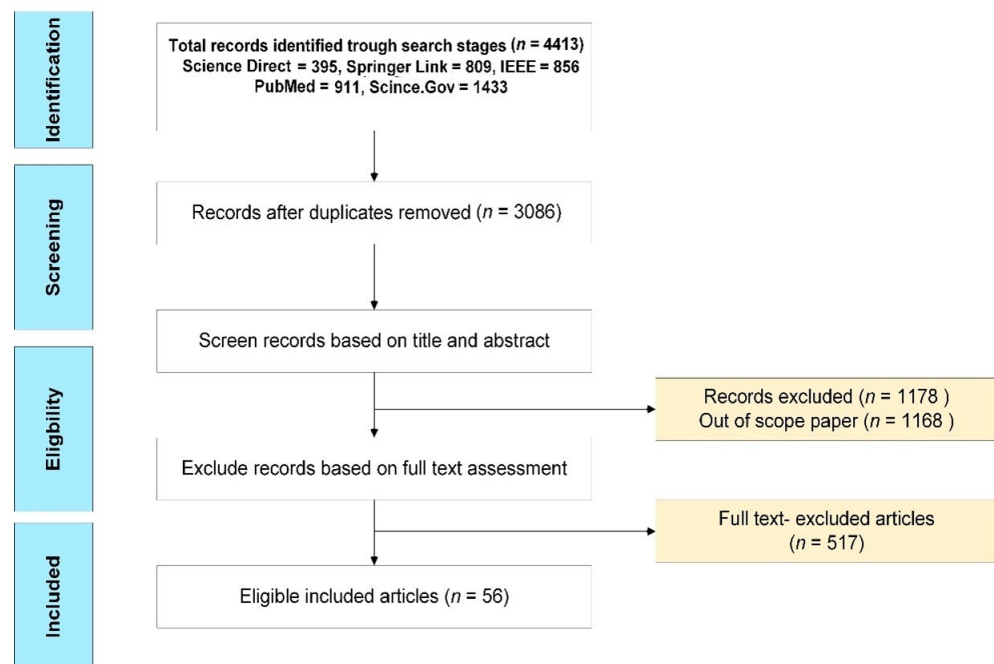 Identification
Total records identified trough search stages (n = 4413)
Science Direct = 395, Springer Link = 809, IEEE = 856
PubMed = 911, Scince.Gov = 1433
Screening
Records after duplicates removed (n = 3086)
Screen records based on title and abstract
Eligbility
Records excluded (n = 1178 )
Out of scope paper (n = 1168 )
Exclude records based on full text assessment
Full text- excluded articles
(n = 517)
Included
Eligible included articles (n = 56)